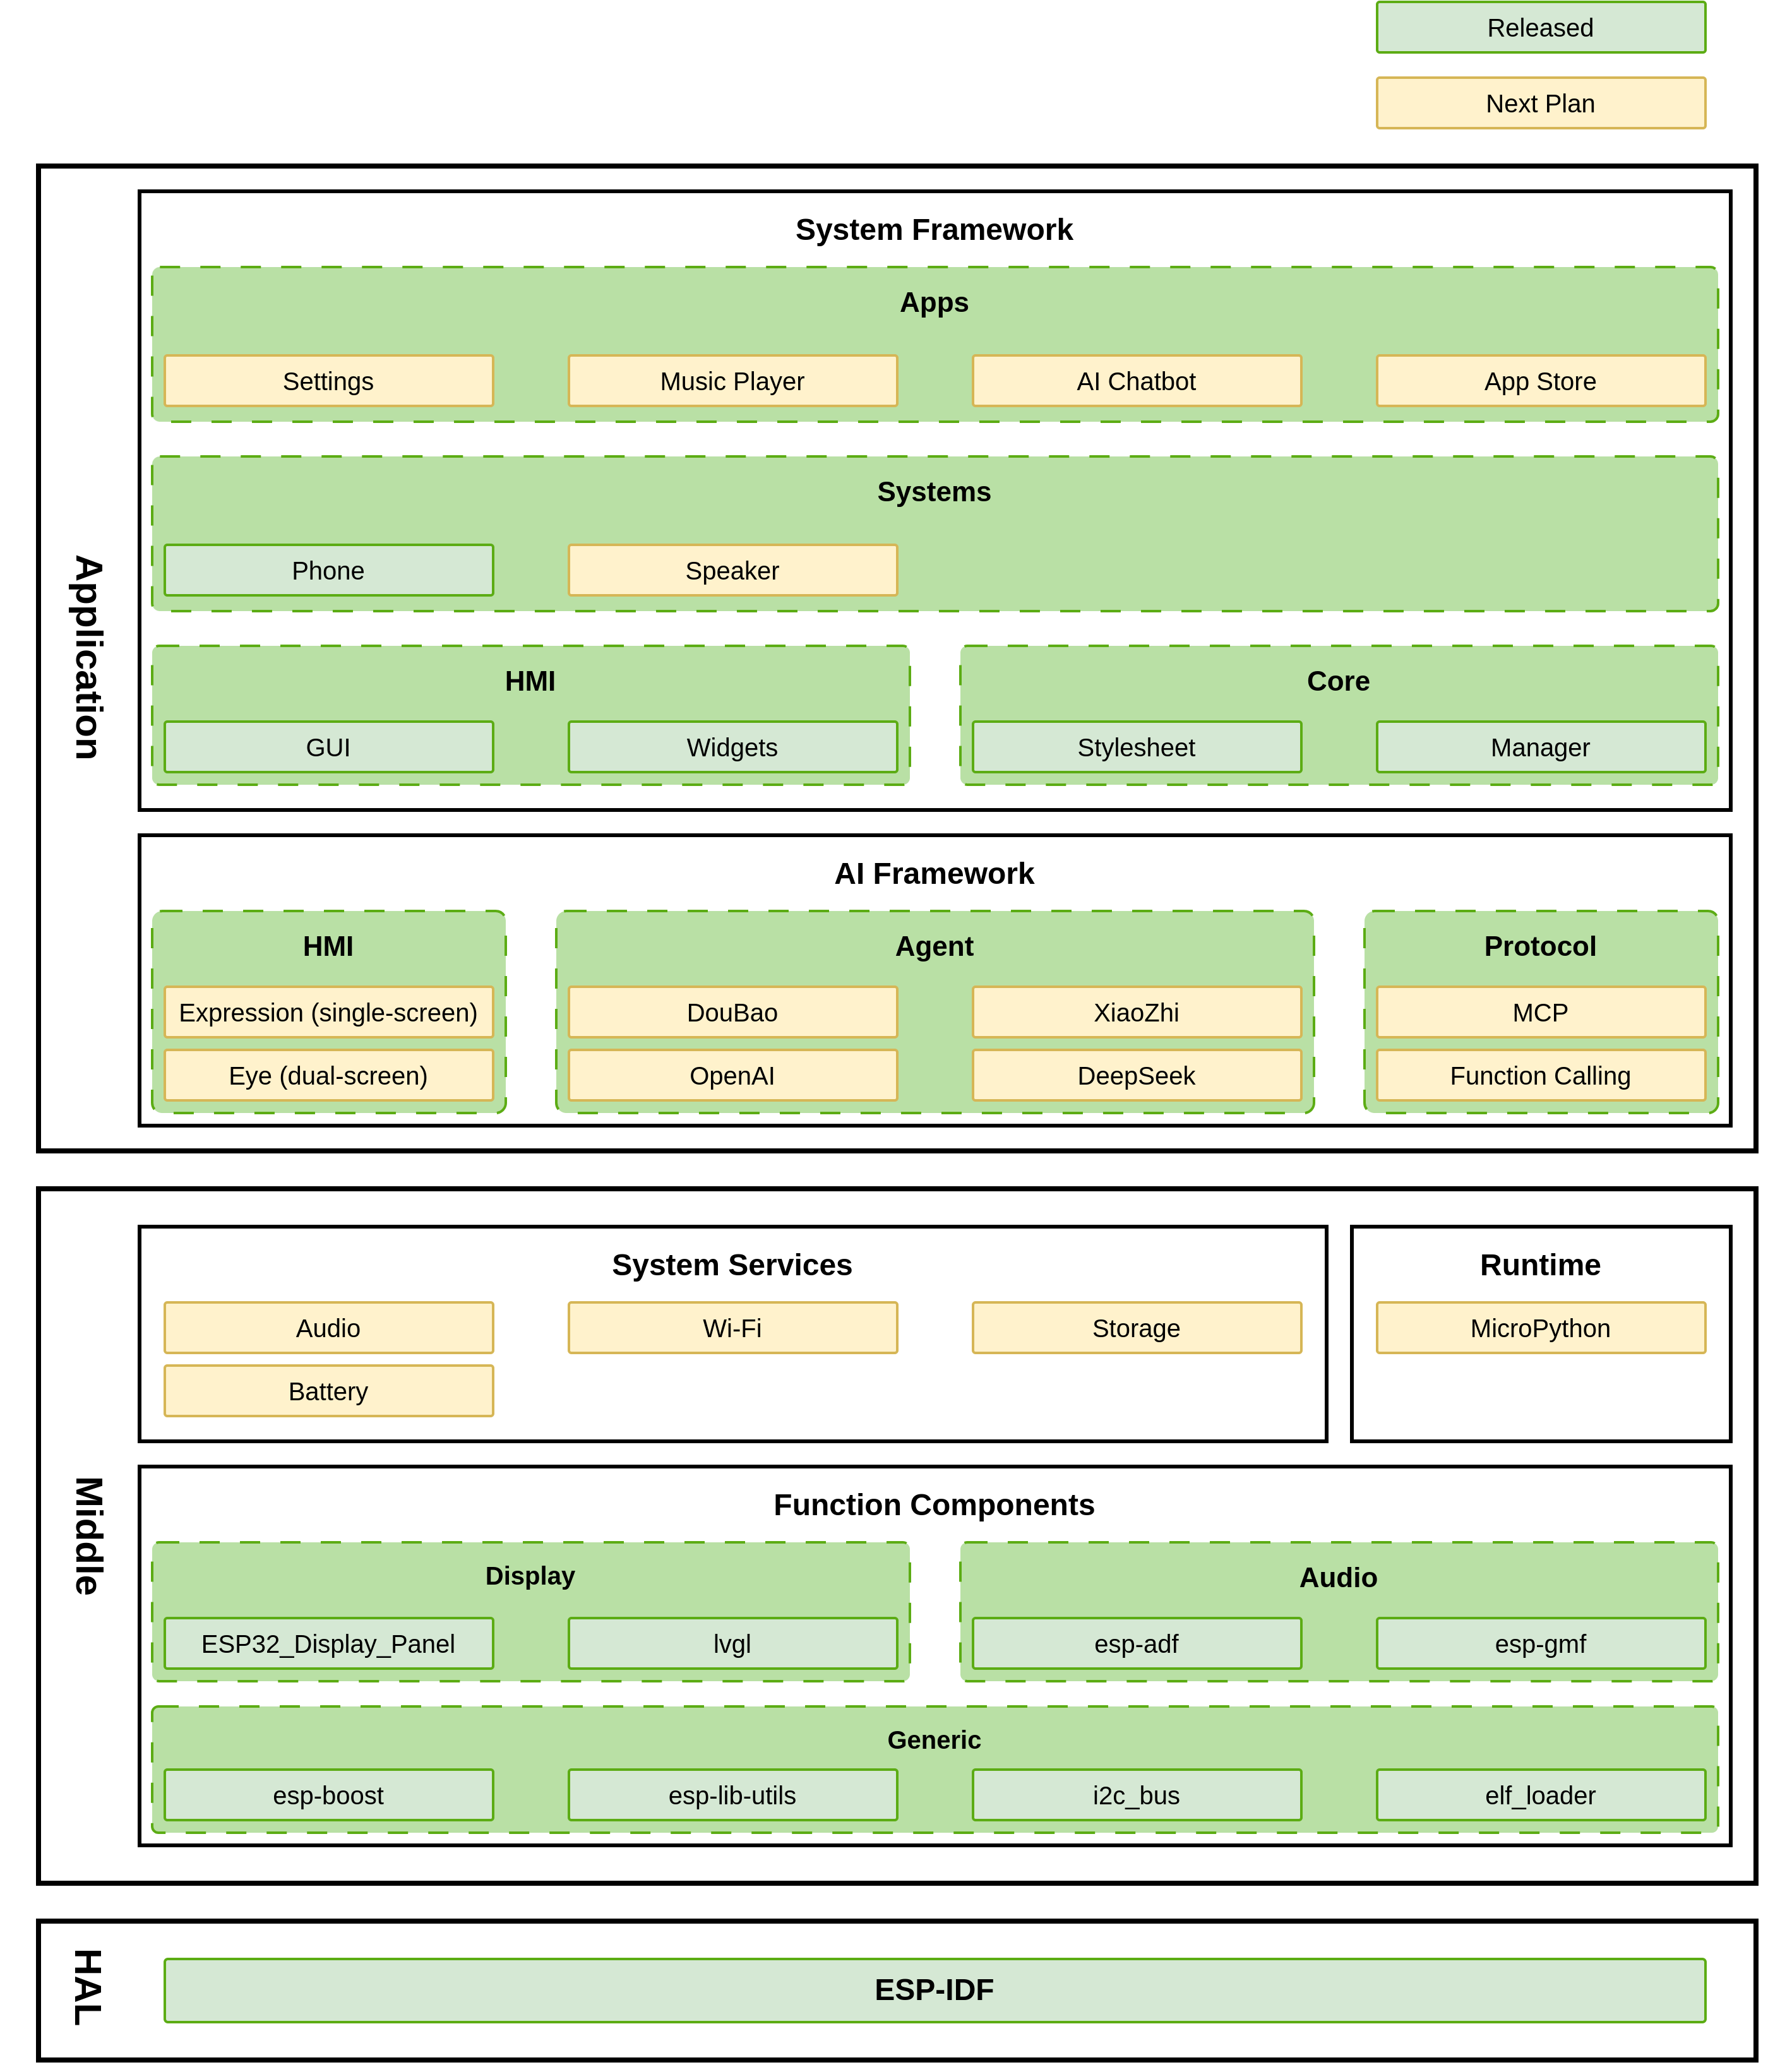 Released
Next Plan
Application
System Framework
Apps
Settings
Music Player
AI Chatbot
App Store
Systems
Phone
Speaker
HMI
GUI
Widgets
Core
Stylesheet
Manager
AI Framework
HMI
Expression (single-screen)
Eye (dual-screen)
Agent
DouBao
XiaoZhi
OpenAI
DeepSeek
Protocol
MCP
Function Calling
Middle
System Services
Audio
Wi-Fi
Storage
Battery
Runtime
MicroPython
Function Components
Display
ESP32_Display_Panel
lvgl
Audio
esp-adf
esp-gmf
Generic
esp-boost
esp-lib-utils
i2c_bus
elf_loader
HAL
ESP-IDF